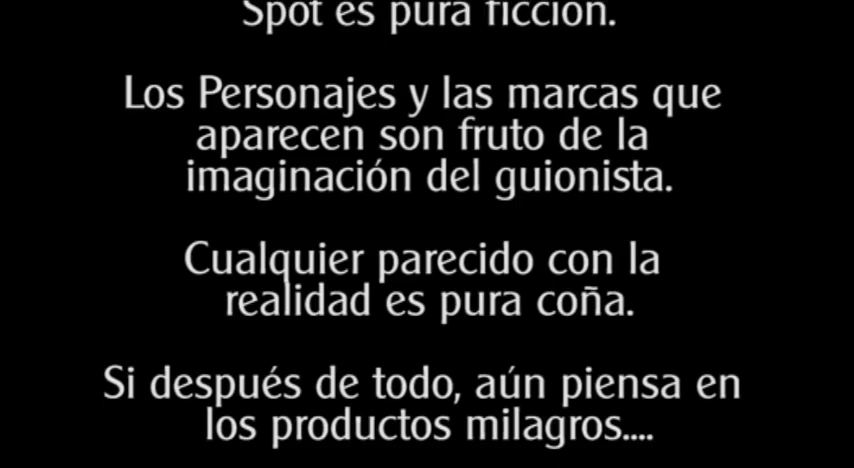 Spot es pura ficción.
Los Personajes y las marcas que
aparecen son fruto de la
imaginación del guionista.
Cualquier parecido con la
realidad es pura coña.
Si después de todo, aún piensa en
los productos milagros....